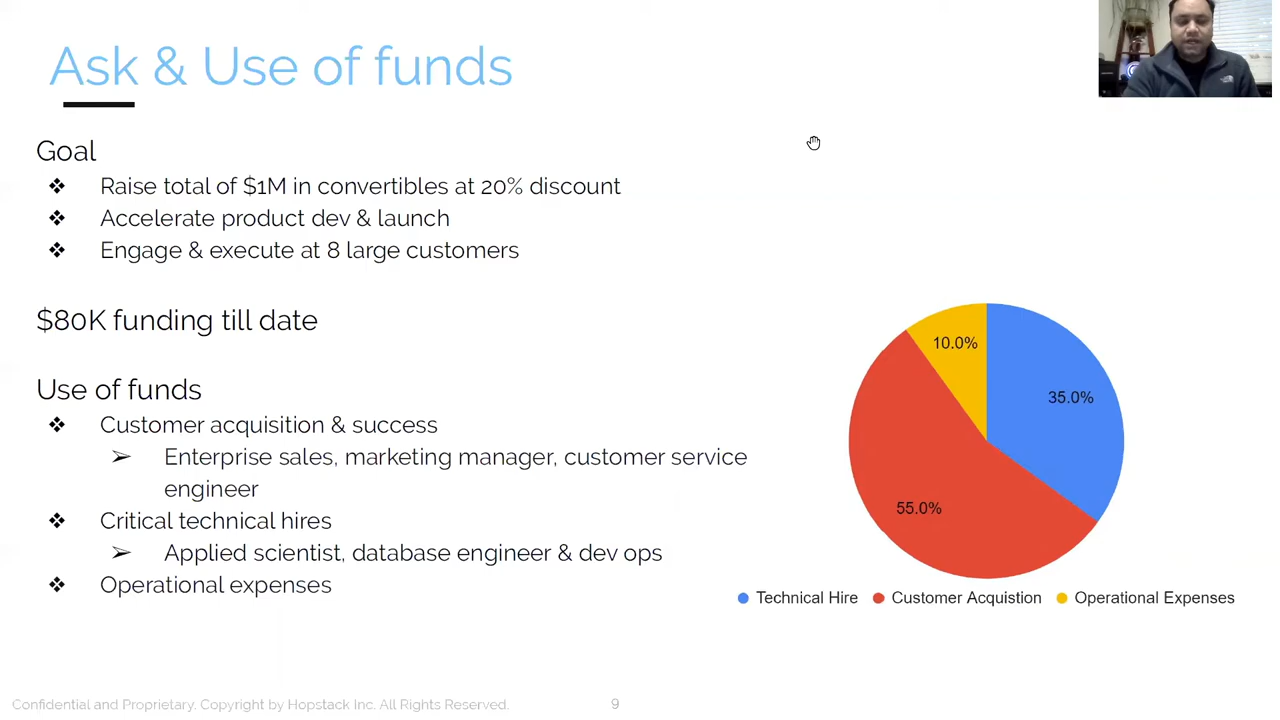 Ask & Use of funds
Goal
❖ Raise total of $1M in convertibles at 20% discount
❖ Accelerate product dev & launch
❖ Engage & execute at 8 large customers
$80K funding till date
Use of funds
❖ Customer acquisition & success
➢ Enterprise sales, marketing manager, customer service
engineer
❖ Critical technical hires
➢ Applied scientist, database engineer & dev ops
❖ Operational expenses
10.0%
35.0%
55.0%
Technical Hire Customer Acquistion Operational Expenses
Confidential and Proprietary. Copyright by Hopstack Inc. All Rights Reserved. 9